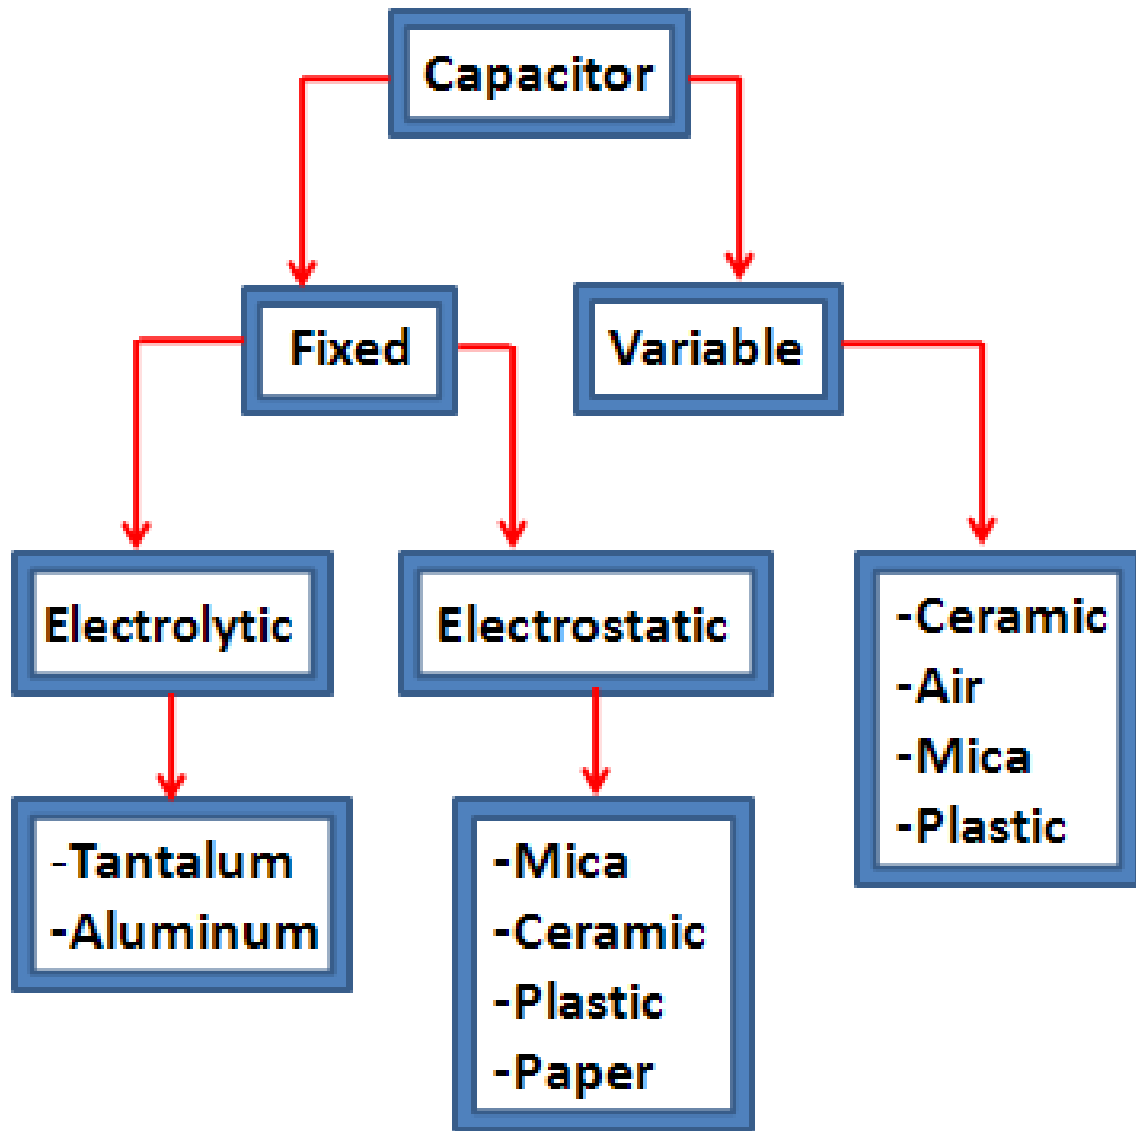 Capacitor
Fixed
Variable
Electrolytic
Electrostatic
-Ceramic
-Air
-Mica
-Plastic
-Tantalum
-Aluminum
-Mica
-Ceramic
-Plastic
-Paper